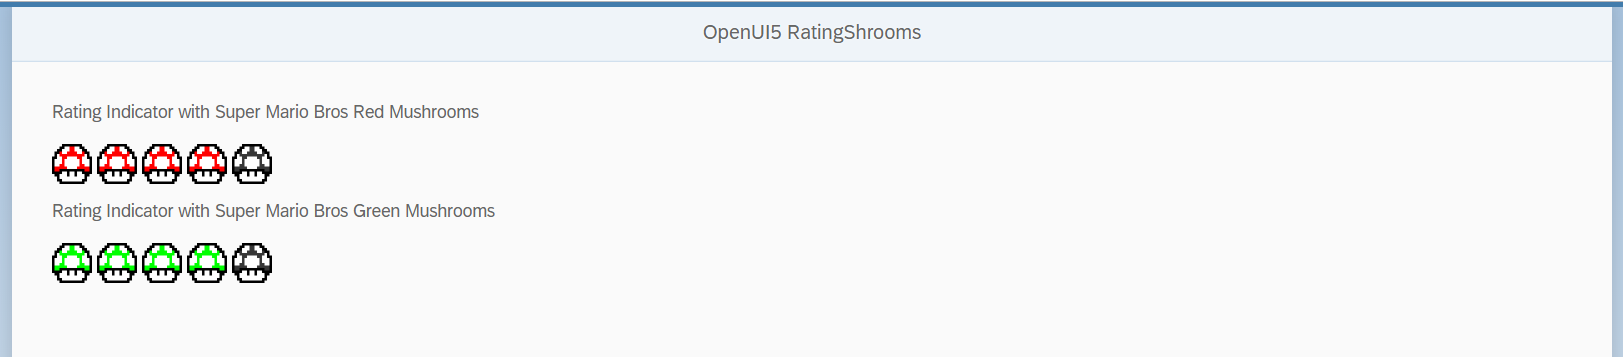 OpenUI5 RatingShrooms
Rating Indicator with Super Mario Bros Red Mushrooms
Rating Indicator with Super Mario Bros Green Mushrooms